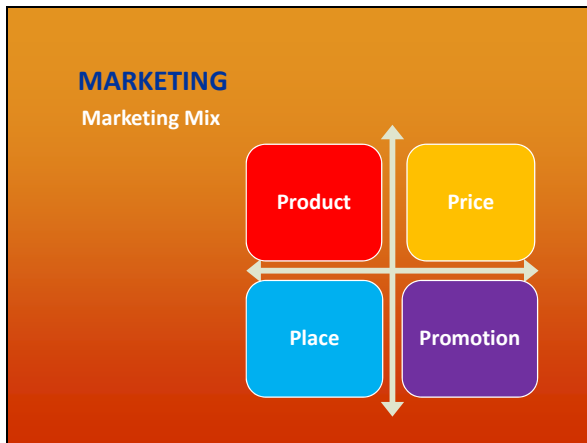 MARKETING
Marketing Mix
Product
Price
Place
Promotion